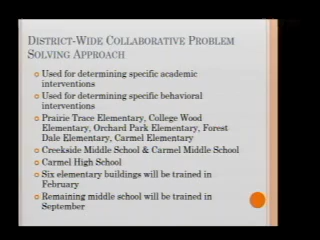 DISTRICT-WIDE COLLABORATIVE PROBLEM
SOLVING APPROACH
Used for determining specific academic
interventions
Used for determining specific behavioral
interventions
Prairie Trace Elementary, College Wood
Elementary, Orchard Park Elementary, Forest
Dale Elementary, Carmel Elementary
Creekside Middle School & Carmel Middle School
Carmel High School
Six elementary buildings will be trained in
February
Remaining middle school will be trained in
September